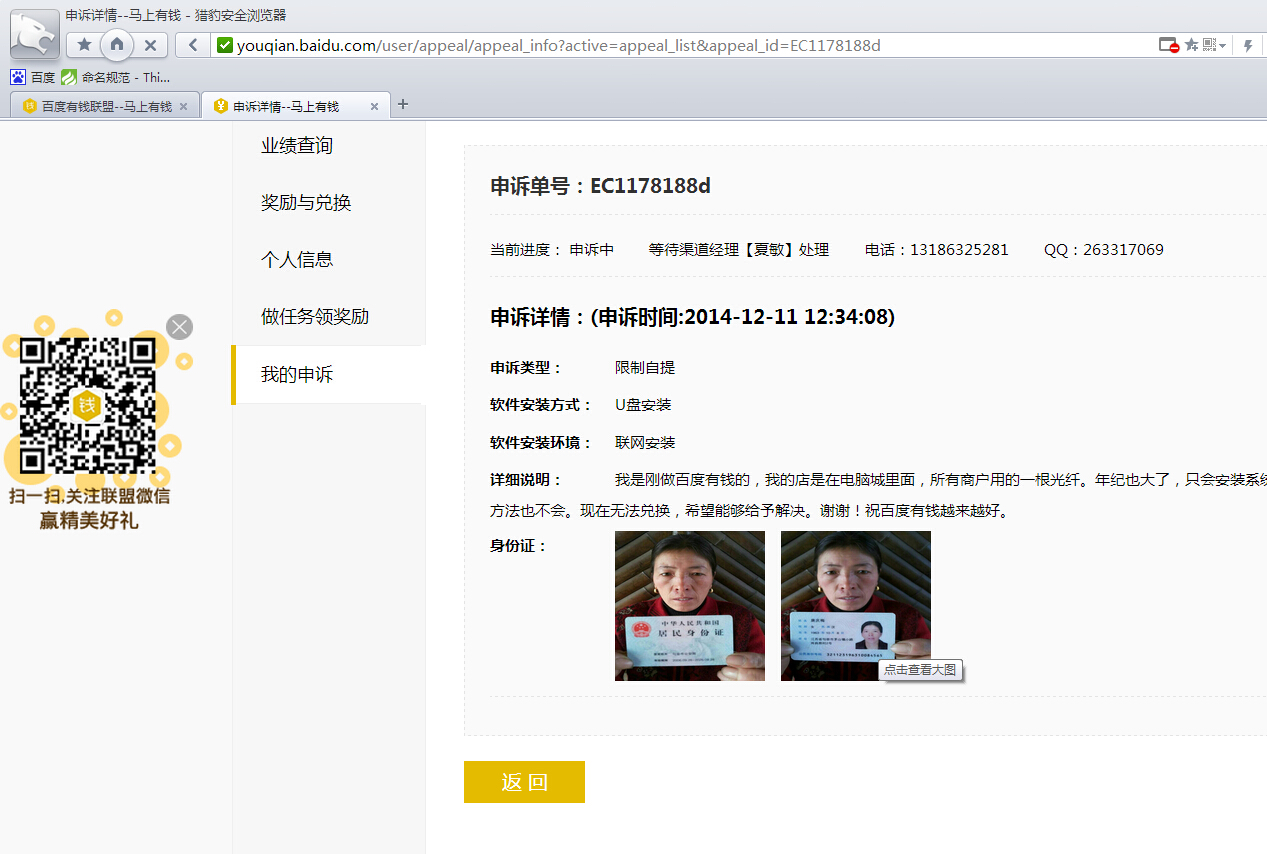 申诉详情--马上有钱 - 猎豹安全浏览器
youqian.baidu.com/user/appeal/appeal_info?active=appeal_list&appeal_id=EC1178188d
百度 命名规范 - Thi...
百度有钱联盟--马上有钱 申诉详情--马上有钱
业绩查询
奖励与兑换
个人信息
做任务领奖励
我的申诉
钱
扫一扫,关注联盟微信
赢精美好礼
申诉单号：EC1178188d
当前进度： 申诉中 等待渠道经理【夏敏】处理 电话：13186325281 QQ：263317069
申诉详情：(申诉时间:2014-12-11 12:34:08)
申诉类型： 限制自提
软件安装方式： U盘安装
软件安装环境： 联网安装
详细说明： 我是刚做百度有钱的，我的店是在电脑城里面，所有商户用的一根光纤。年纪也大了，只会安装系统
方法也不会。现在无法兑换，希望能够给予解决。谢谢！祝百度有钱越来越好。
身份证：
中华人民共和国
居民身份证
点击查看大图
返 回